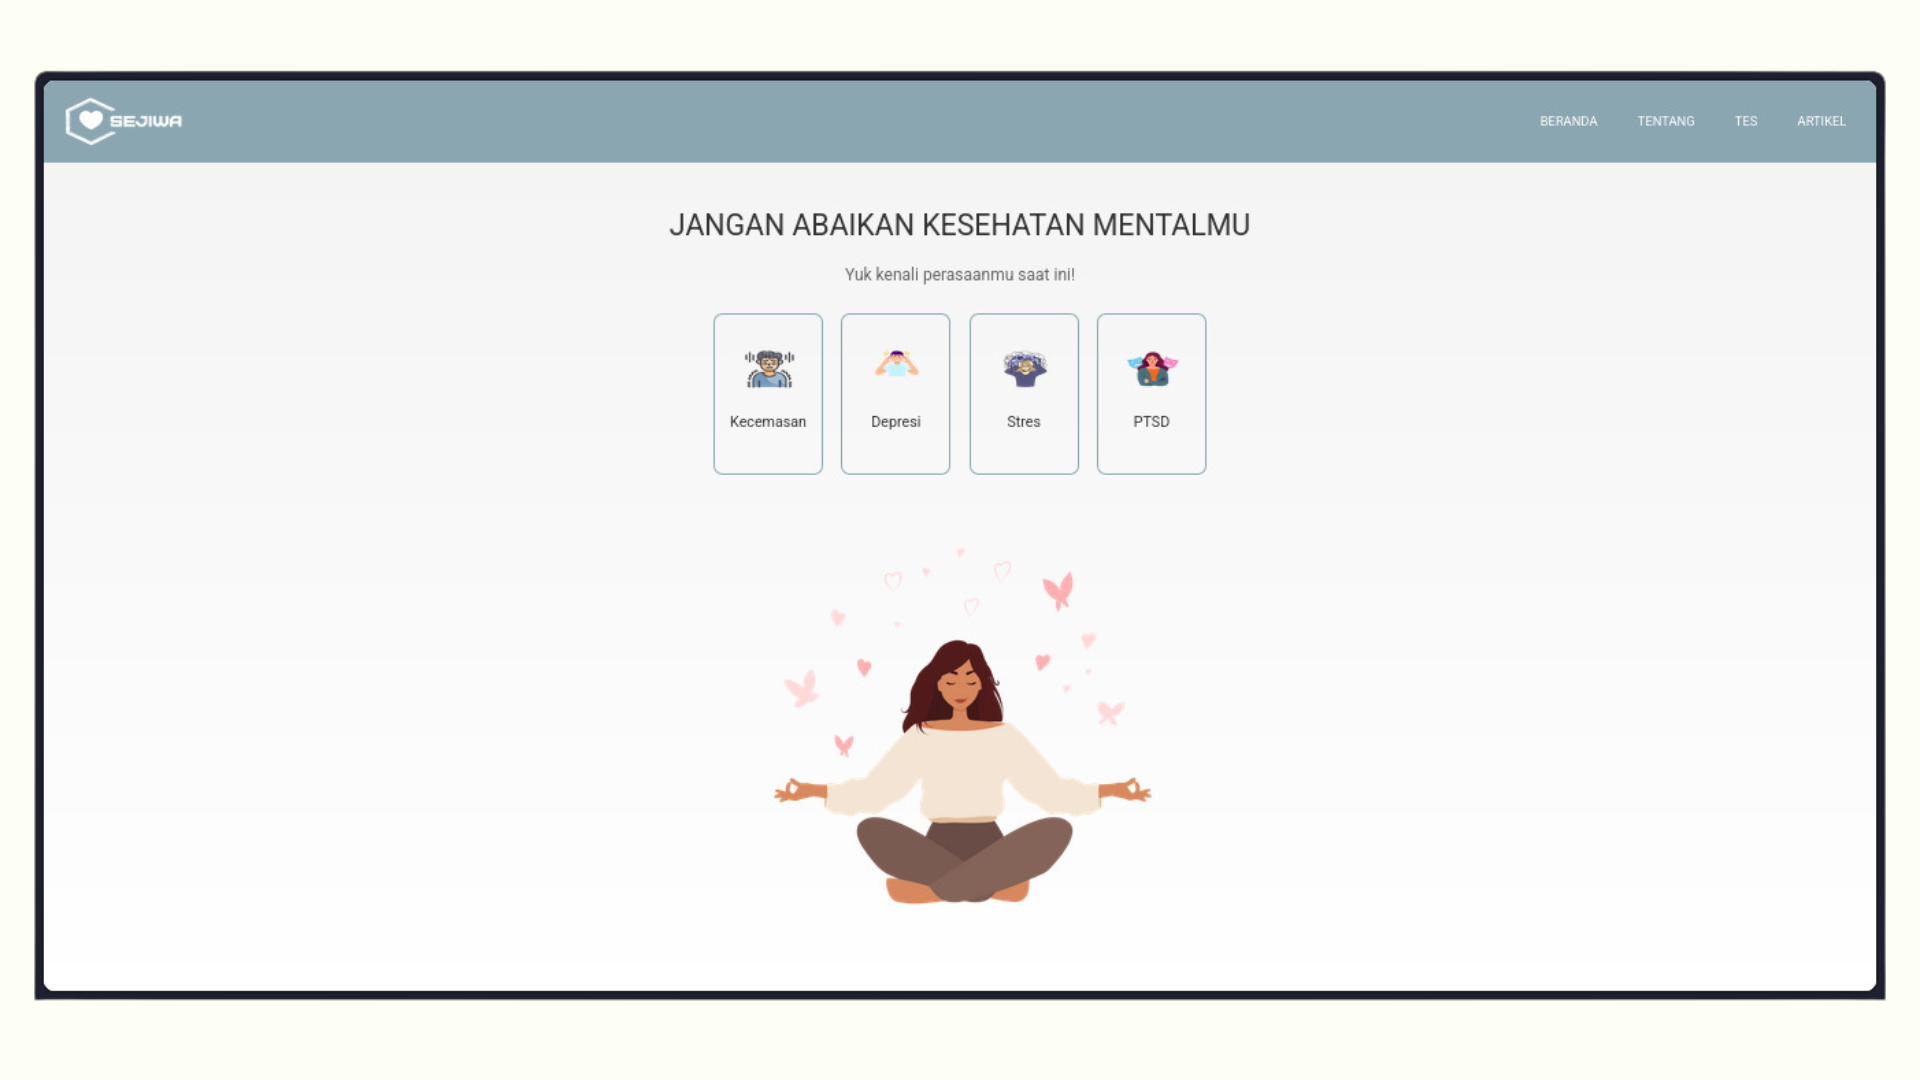 SEJIWA
BERANDA TENTANG TES ARTIKEL
JANGAN ABAIKAN KESEHATAN MENTALMU
Yuk kenali perasaanmu saat ini!
Kecemasan Depresi Stres PTSD